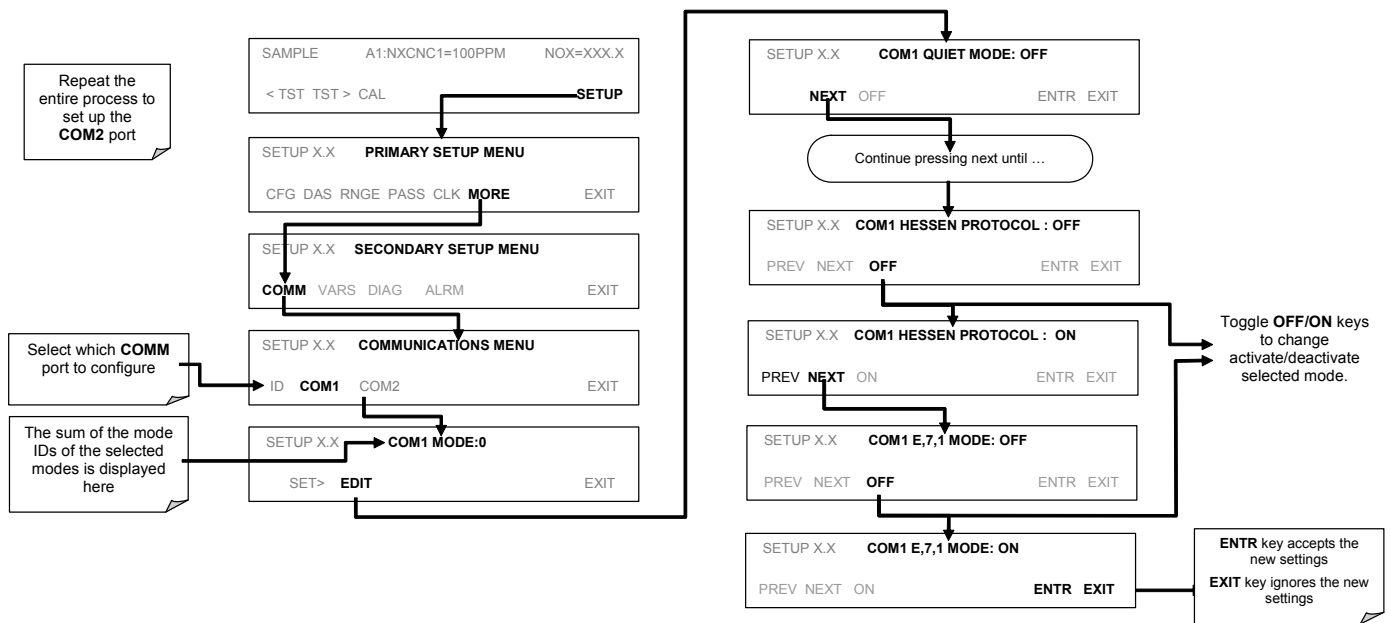 Repeat the
entire process to
set up the
COM2 port
SAMPLE A1:NXCNC1=100PPM NOX=XXX.X
< TST TST > CAL SETUP
SETUP X.X PRIMARY SETUP MENU
CFG DAS RNGE PASS CLK MORE EXIT
SETUP X.X SECONDARY SETUP MENU
COMM VARS DIAG ALRM EXIT
Select which COMM
port to configure
SETUP X.X COMMUNICATIONS MENU
ID COM1 COM2 EXIT
The sum of the mode
IDs of the selected
modes is displayed
here
SETUP X.X COM1 MODE:0
SET> EDIT EXIT
SETUP X.X COM1 QUIET MODE: OFF
NEXT OFF ENTR EXIT
Continue pressing next until …
SETUP X.X COM1 HESSEN PROTOCOL : OFF
PREV NEXT OFF ENTR EXIT
SETUP X.X COM1 HESSEN PROTOCOL : ON
PREV NEXT ON ENTR EXIT
Toggle OFF/ON keys
to change
activate/deactivate
selected mode.
SETUP X.X COM1 E,7,1 MODE: OFF
PREV NEXT OFF ENTR EXIT
SETUP X.X COM1 E,7,1 MODE: ON
PREV NEXT ON ENTR EXIT
ENTR key accepts the
new settings
EXIT key ignores the new
settings